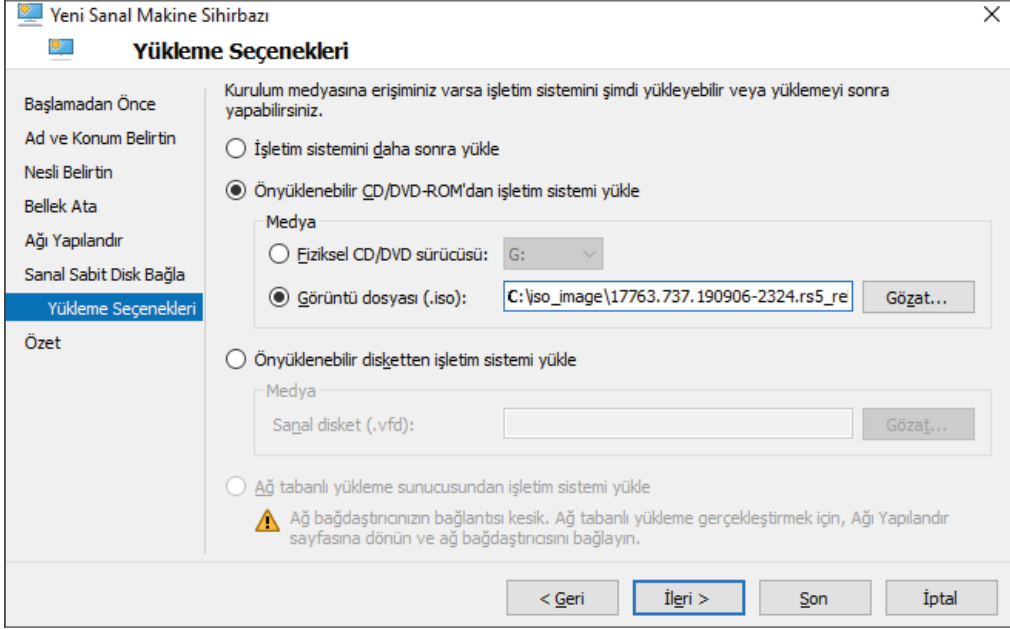 Yeni Sanal Makine Sihirbazı
Yükleme Seçenekleri
Başlamadan Önce
Ad ve Konum Belirtin
Nesli Belirtin
Bellek Ata
Ağı Yapılandır
Sanal Sabit Disk Bağla
Yükleme Seçenekleri
Özet
Kurulum medyasına erişiminiz varsa işletim sistemini şimdi yükleyebilir veya yüklemeyi sonra
yapabilirsiniz.
İşletim sistemini daha sonra yükle
Önyüklenebilir CD/DVD-ROM'dan işletim sistemi yükle
Medya
Fiziksel CD/DVD sürücüsü: G:
Görüntü dosyası (.iso): C:\iso_image\17763.737.190906-2324.rs5_re Gözat...
Önyüklenebilir disketten işletim sistemi yükle
Medya
Sanal disket (.vfd): Gözat...
Ağ tabanlı yükleme sunucusundan işletim sistemi yükle
Ağ bağdaştırıcınızın bağlantısı kesik. Ağ tabanlı yükleme gerçekleştirmek için, Ağı Yapılandır
sayfasına dönün ve ağ bağdaştırıcısını bağlayın.
< Geri İleri > Son İptal